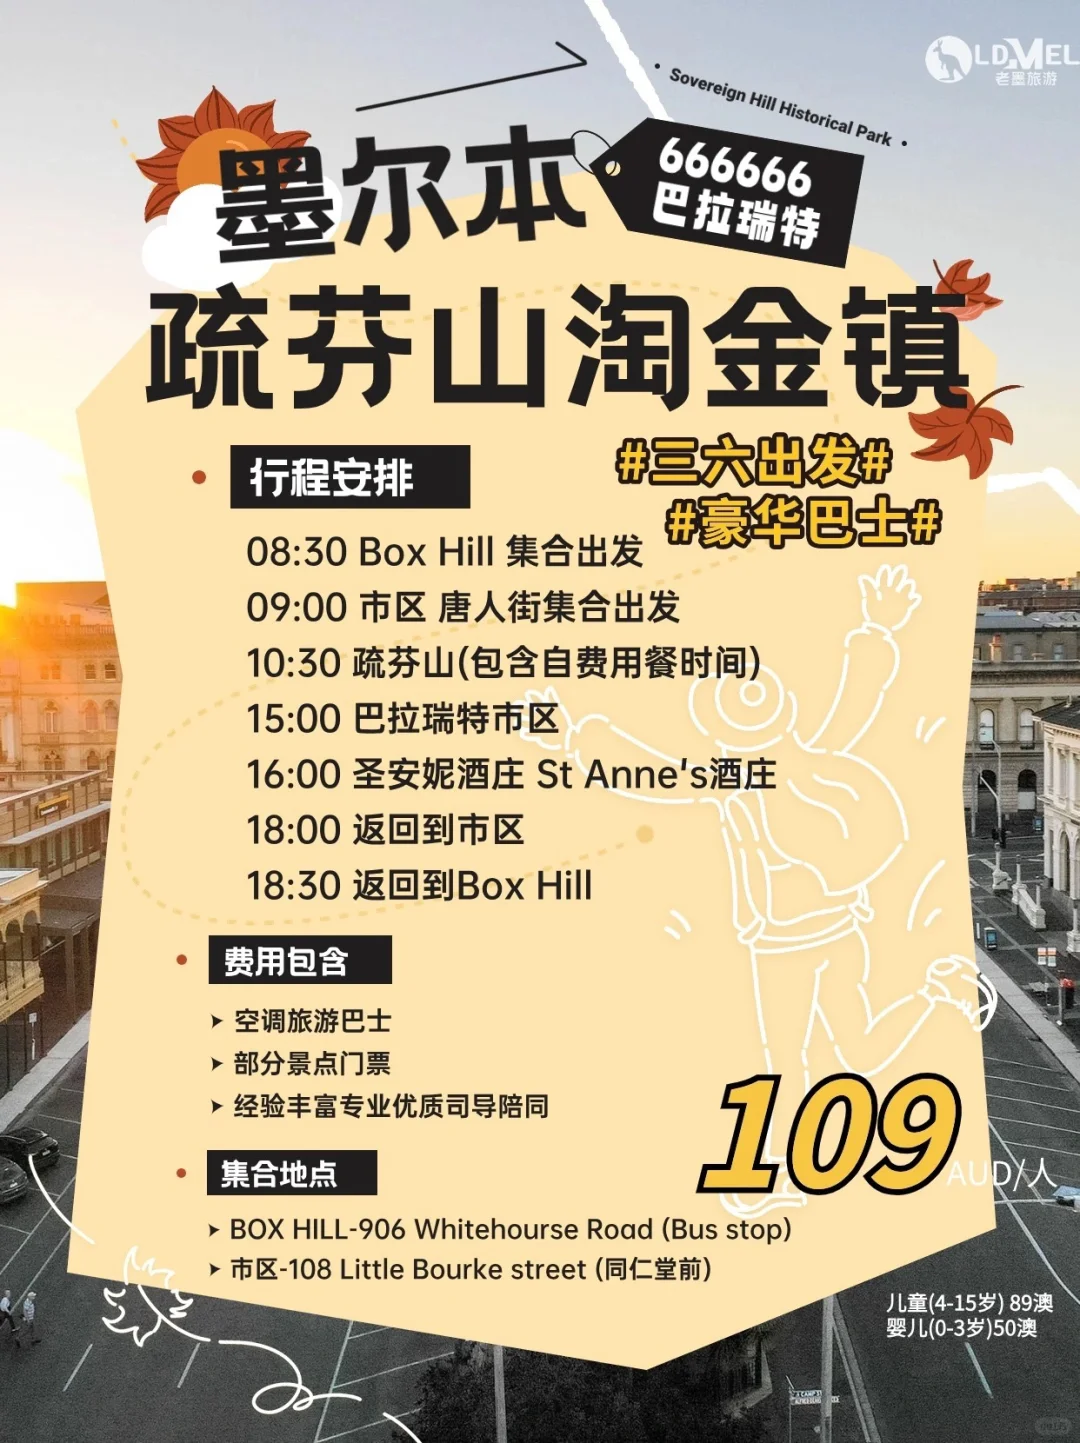 OLDMEL
老墨旅游
Sovereign Hill Historical Park
墨尔本
666666
巴拉瑞特
疏芬山淘金镇
行程安排
#三六出发#
#豪华巴士#
08:30 Box Hill 集合出发
09:00 市区 唐人街集合出发
10:30 疏芬山(包含自费用餐时间)
15:00 巴拉瑞特市区
16:00 圣安妮酒庄 St Anne's酒庄
18:00 返回到市区
18:30 返回到Box Hill
费用包含
空调旅游巴士
部分景点门票
经验丰富专业优质司导陪同
109
AUD/人
集合地点
BOX HILL-906 Whitehourse Road (Bus stop)
市区-108 Little Bourke street (同仁堂前)
儿童(4-15岁) 89澳
婴儿(0-3岁)50澳